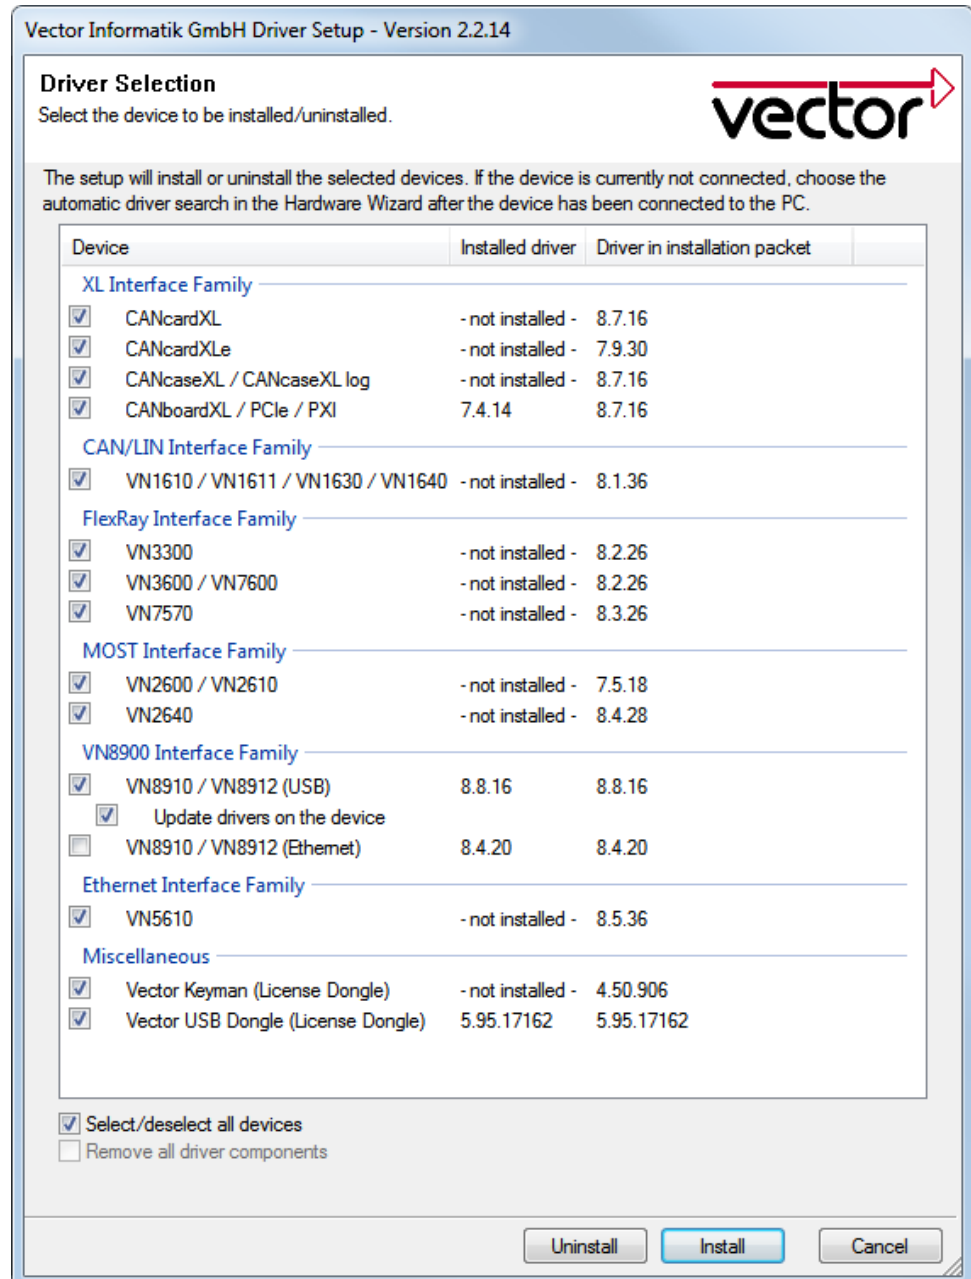 Vector Informatik GmbH Driver Setup - Version 2.2.14
Driver Selection
Select the device to be installed/uninstalled.
vector
The setup will install or uninstall the selected devices. If the device is currently not connected, choose the
automatic driver search in the Hardware Wizard after the device has been connected to the PC.
Device Installed driver Driver in installation packet
XL Interface Family
CANcardXL - not installed - 8.7.16
CANcardXLe - not installed - 7.9.30
CANcaseXL / CANcaseXL log - not installed - 8.7.16
CANboardXL / PCIe / PXI 7.4.14 8.7.16
CAN/LIN Interface Family
VN1610 / VN1611 / VN1630 / VN1640 - not installed - 8.1.36
FlexRay Interface Family
VN3300 - not installed - 8.2.26
VN3600 / VN7600 - not installed - 8.2.26
VN7570 - not installed - 8.3.26
MOST Interface Family
VN2600 / VN2610 - not installed - 7.5.18
VN2640 - not installed - 8.4.28
VN8900 Interface Family
VN8910 / VN8912 (USB) 8.8.16 8.8.16
Update drivers on the device
VN8910 / VN8912 (Ethernet) 8.4.20 8.4.20
Ethernet Interface Family
VN5610 - not installed - 8.5.36
Miscellaneous
Vector Keyman (License Dongle) - not installed - 4.50.906
Vector USB Dongle (License Dongle) 5.95.17162 5.95.17162
Select/deselect all devices
Remove all driver components
Uninstall Install Cancel